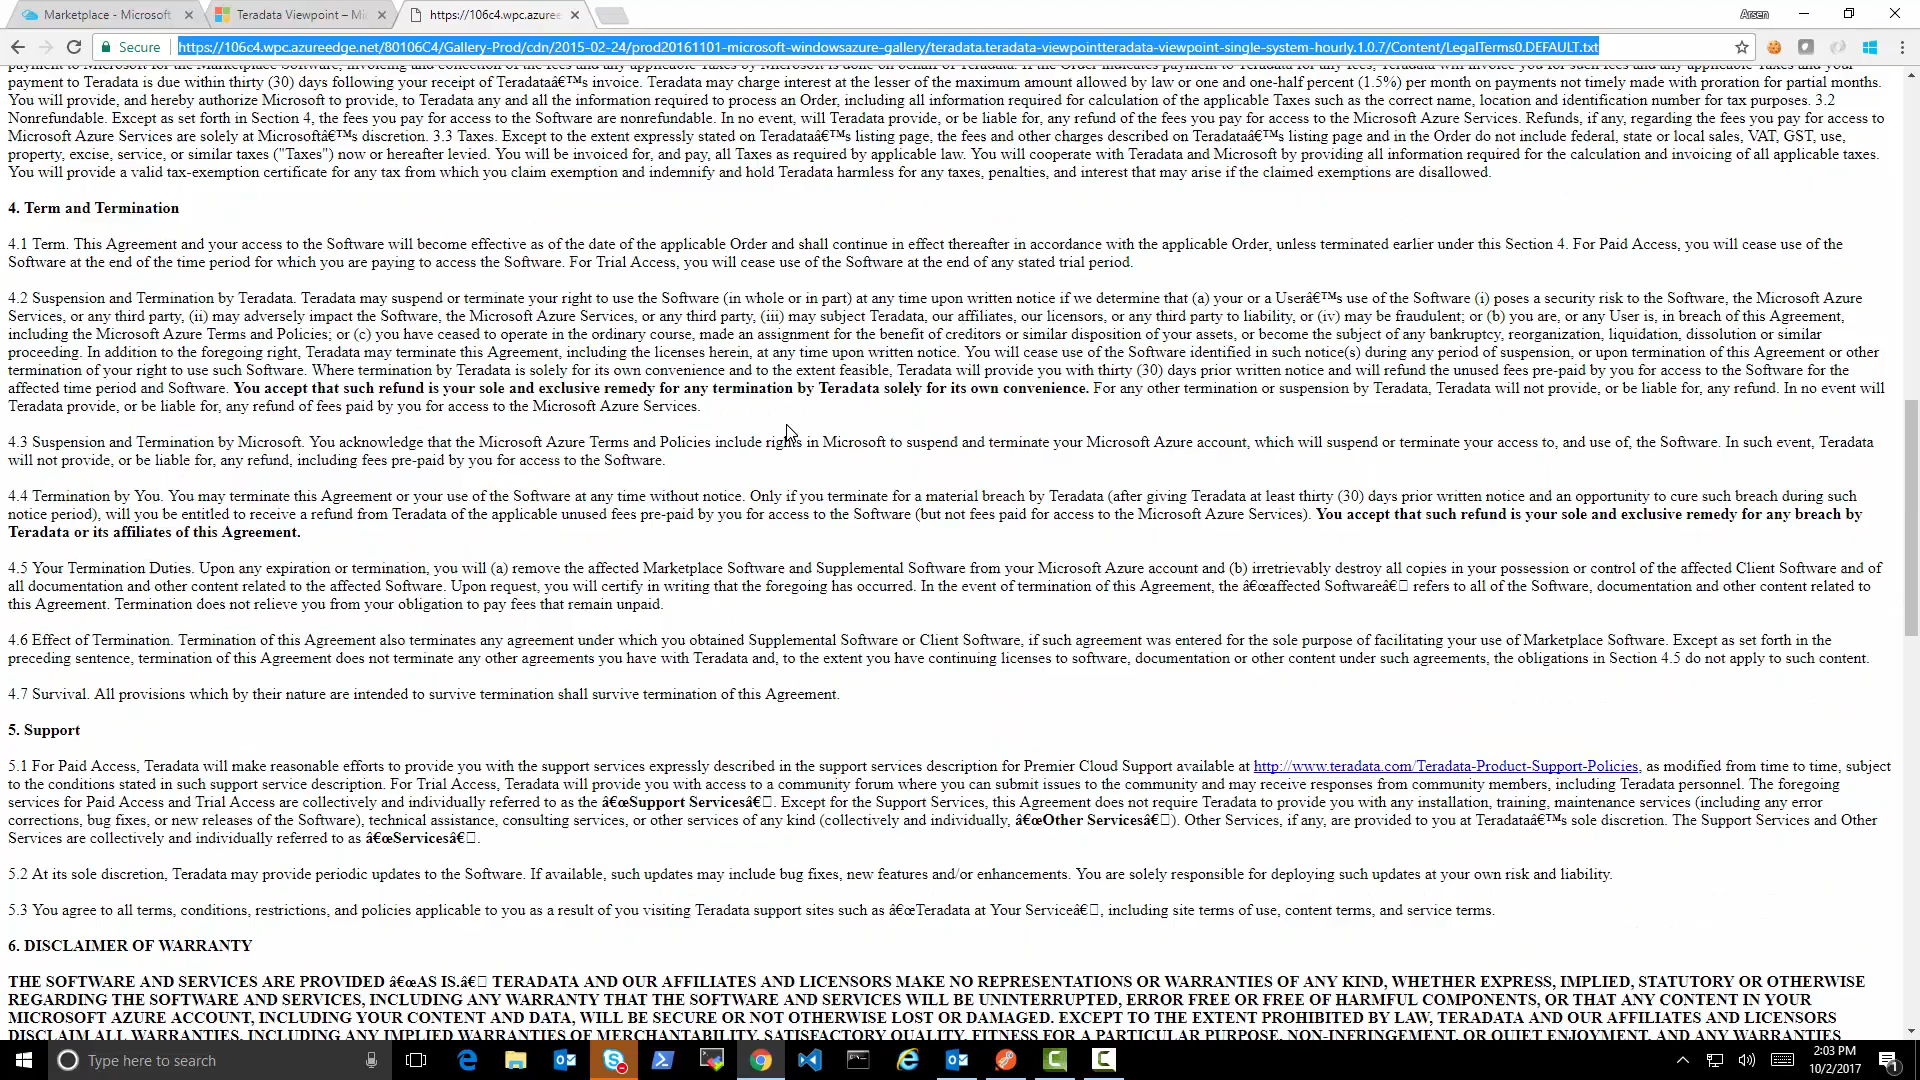 Marketplace - Microsoft
Teradata Viewpoint – Mi
https://106c4.wpc.azuree
Arsen
Secure
https://106c4.wpc.azureedge.net/80106C4/Gallery-Prod/cdn/2015-02-24/prod20161101-microsoft-windowsazure-gallery/teradata.teradata-viewpointteradata-viewpoint-single-system-hourly.1.0.7/Content/LegalTerms0.DEFAULT.txt
payment to Teradata is due within thirty (30) days following your receipt of Teradataâ€™s invoice. Teradata may charge interest at the lesser of the maximum amount allowed by law or one and one-half percent (1.5%) per month on payments not timely made with proration for partial months.
You will provide, and hereby authorize Microsoft to provide, to Teradata any and all the information required to process an Order, including all information required for calculation of the applicable Taxes such as the correct name, location and identification number for tax purposes. 3.2
Nonrefundable. Except as set forth in Section 4, the fees you pay for access to the Software are nonrefundable. In no event, will Teradata provide, or be liable for, any refund of the fees you pay for access to the Microsoft Azure Services. Refunds, if any, regarding the fees you pay for access to
Microsoft Azure Services are solely at Microsoftâ€™s discretion. 3.3 Taxes. Except to the extent expressly stated on Teradataâ€™s listing page, the fees and other charges described on Teradataâ€™s listing page and in the Order do not include federal, state or local sales, VAT, GST, use,
property, excise, service, or similar taxes ("Taxes") now or hereafter levied. You will be invoiced for, and pay, all Taxes as required by applicable law. You will cooperate with Teradata and Microsoft by providing all information required for the calculation and invoicing of all applicable taxes.
You will provide a valid tax-exemption certificate for any tax from which you claim exemption and indemnify and hold Teradata harmless for any taxes, penalties, and interest that may arise if the claimed exemptions are disallowed.
4. Term and Termination
4.1 Term. This Agreement and your access to the Software will become effective as of the date of the applicable Order and shall continue in effect thereafter in accordance with the applicable Order, unless terminated earlier under this Section 4. For Paid Access, you will cease use of the
Software at the end of the time period for which you are paying to access the Software. For Trial Access, you will cease use of the Software at the end of any stated trial period.
4.2 Suspension and Termination by Teradata. Teradata may suspend or terminate your right to use the Software (in whole or in part) at any time upon written notice if we determine that (a) your or a Userâ€™s use of the Software (i) poses a security risk to the Software, the Microsoft Azure
Services, or any third party, (ii) may adversely impact the Software, the Microsoft Azure Services, or any third party, (iii) may subject Teradata, our affiliates, our licensors, or any third party to liability, or (iv) may be fraudulent; or (b) you are, or any User is, in breach of this Agreement,
including the Microsoft Azure Terms and Policies; or (c) you have ceased to operate in the ordinary course, made an assignment for the benefit of creditors or similar disposition of your assets, or become the subject of any bankruptcy, reorganization, liquidation, dissolution or similar
proceeding. In addition to the foregoing right, Teradata may terminate this Agreement, including the licenses herein, at any time upon written notice. You will cease use of the Software identified in such notice(s) during any period of suspension, or upon termination of this Agreement or other
termination of your right to use such Software. Where termination by Teradata is solely for its own convenience and to the extent feasible, Teradata will provide you with thirty (30) days prior written notice and will refund the unused fees pre-paid by you for access to the Software for the
affected time period and Software. You accept that such refund is your sole and exclusive remedy for any termination by Teradata solely for its own convenience. For any other termination or suspension by Teradata, Teradata will not provide, or be liable for, any refund. In no event will
Teradata provide, or be liable for, any refund of fees paid by you for access to the Microsoft Azure Services.
4.3 Suspension and Termination by Microsoft. You acknowledge that the Microsoft Azure Terms and Policies include rights in Microsoft to suspend and terminate your Microsoft Azure account, which will suspend or terminate your access to, and use of, the Software. In such event, Teradata
will not provide, or be liable for, any refund, including fees pre-paid by you for access to the Software.
4.4 Termination by You. You may terminate this Agreement or your use of the Software at any time without notice. Only if you terminate for a material breach by Teradata (after giving Teradata at least thirty (30) days prior written notice and an opportunity to cure such breach during such
notice period), will you be entitled to receive a refund from Teradata of the applicable unused fees pre-paid by you for access to the Software (but not fees paid for access to the Microsoft Azure Services). You accept that such refund is your sole and exclusive remedy for any breach by
Teradata or its affiliates of this Agreement.
4.5 Your Termination Duties. Upon any expiration or termination, you will (a) remove the affected Marketplace Software and Supplemental Software from your Microsoft Azure account and (b) irretrievably destroy all copies in your possession or control of the affected Client Software and of
all documentation and other content related to the affected Software. Upon request, you will certify in writing that the foregoing has occurred. In the event of termination of this Agreement, the â€œaffected Softwareâ€□ refers to all of the Software, documentation and other content related to
this Agreement. Termination does not relieve you from your obligation to pay fees that remain unpaid.
4.6 Effect of Termination. Termination of this Agreement also terminates any agreement under which you obtained Supplemental Software or Client Software, if such agreement was entered for the sole purpose of facilitating your use of Marketplace Software. Except as set forth in the
preceding sentence, termination of this Agreement does not terminate any other agreements you have with Teradata and, to the extent you have continuing licenses to software, documentation or other content under such agreements, the obligations in Section 4.5 do not apply to such content.
4.7 Survival. All provisions which by their nature are intended to survive termination shall survive termination of this Agreement.
5. Support
5.1 For Paid Access, Teradata will make reasonable efforts to provide you with the support services expressly described in the support services description for Premier Cloud Support available at http://www.teradata.com/Teradata-Product-Support-Policies, as modified from time to time, subject
to the conditions stated in such support service description. For Trial Access, Teradata will provide you with access to a community forum where you can submit issues to the community and may receive responses from community members, including Teradata personnel. The foregoing
services for Paid Access and Trial Access are collectively and individually referred to as the â€œSupport Servicesâ€□. Except for the Support Services, this Agreement does not require Teradata to provide you with any installation, training, maintenance services (including any error
corrections, bug fixes, or new releases of the Software), technical assistance, consulting services, or other services of any kind (collectively and individually, â€œOther Servicesâ€□). Other Services, if any, are provided to you at Teradataâ€™s sole discretion. The Support Services and Other
Services are collectively and individually referred to as â€œServicesâ€□.
5.2 At its sole discretion, Teradata may provide periodic updates to the Software. If available, such updates may include bug fixes, new features and/or enhancements. You are solely responsible for deploying such updates at your own risk and liability.
5.3 You agree to all terms, conditions, restrictions, and policies applicable to you as a result of you visiting Teradata support sites such as â€œTeradata at Your Serviceâ€□, including site terms of use, content terms, and service terms.
6. DISCLAIMER OF WARRANTY
THE SOFTWARE AND SERVICES ARE PROVIDED â€œAS IS.â€□ TERADATA AND OUR AFFILIATES AND LICENSORS MAKE NO REPRESENTATIONS OR WARRANTIES OF ANY KIND, WHETHER EXPRESS, IMPLIED, STATUTORY OR OTHERWISE
REGARDING THE SOFTWARE AND SERVICES, INCLUDING ANY WARRANTY THAT THE SOFTWARE AND SERVICES WILL BE UNINTERRUPTED, ERROR FREE OR FREE OF HARMFUL COMPONENTS, OR THAT ANY CONTENT IN YOUR
MICROSOFT AZURE ACCOUNT, INCLUDING YOUR CONTENT AND DATA, WILL BE SECURE OR NOT OTHERWISE LOST OR DAMAGED. EXCEPT TO THE EXTENT PROHIBITED BY LAW, TERADATA AND OUR AFFILIATES AND LICENSORS
DISCLAIM ALL WARRANTIES, INCLUDING ANY IMPLIED WARRANTIES OF MERCHANTABILITY, SATISFACTORY QUALITY, FITNESS FOR A PARTICULAR PURPOSE, NON-INFRINGEMENT, OR QUIET ENJOYMENT, AND ANY WARRANTIES
Type here to search
2:03 PM
10/2/2017
1